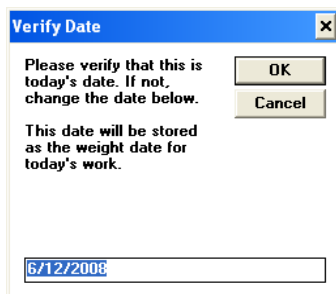 Verify Date
Please verify that this is
today's date. If not,
change the date below.
OK
Cancel
This date will be stored
as the weight date for
today's work.
6/12/2008